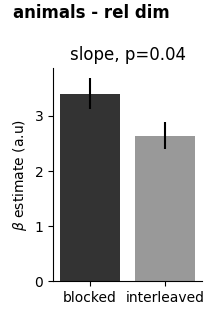 animals - rel dim
slope, p=0.04
β estimate (a.u)
3
2
1
0
blocked
interleaved